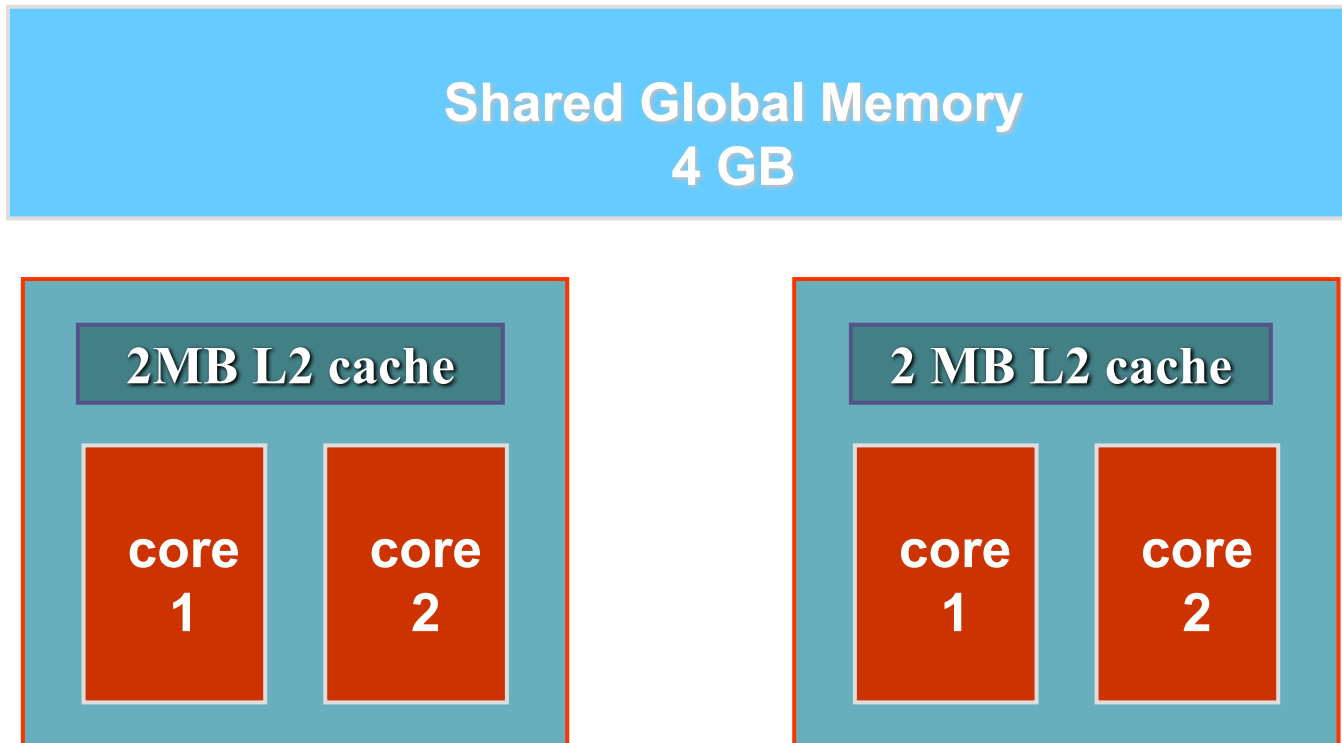 Shared Global Memory
4 GB
2MB L2 cache
2 MB L2 cache
core
1
core
2
core
1
core
2